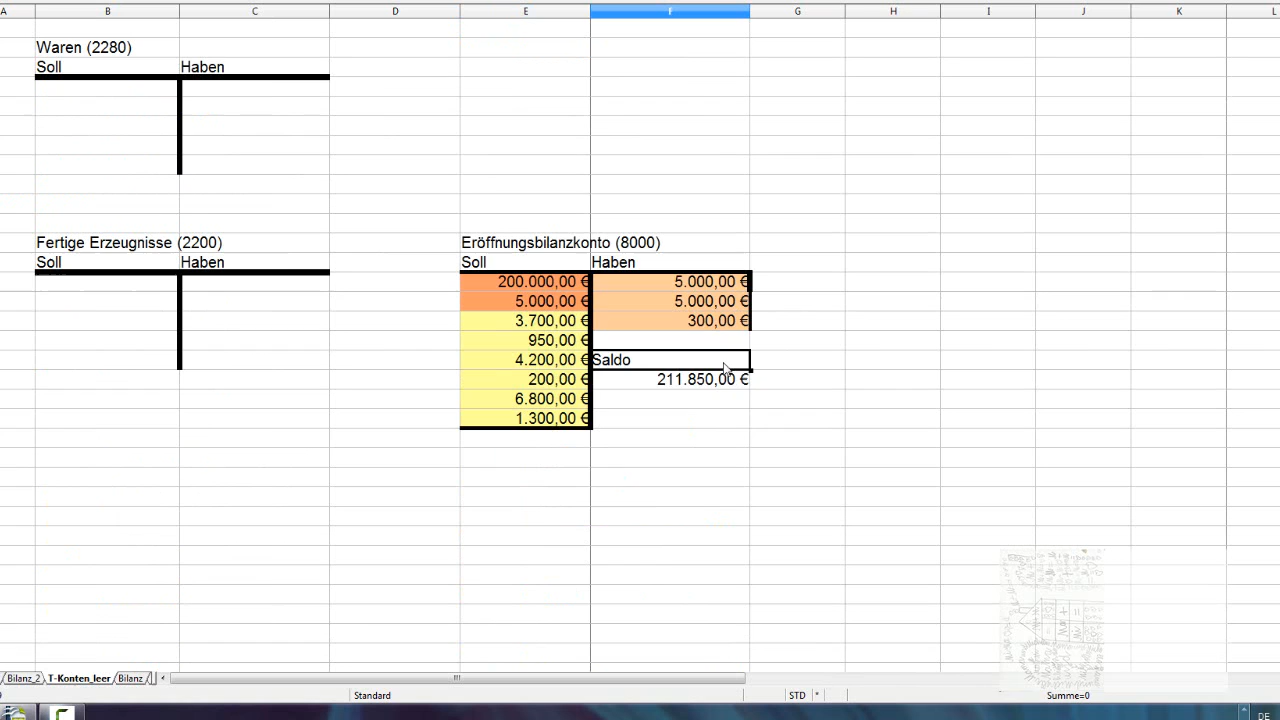 A B C D E F G H I J K L
Waren (2280)
Soll Haben
Fertige Erzeugnisse (2200) Eröffnungsbilanzkonto (8000)
Soll Haben Soll Haben
200.000,00 € 5.000,00 €
5.000,00 € 5.000,00 €
3.700,00 € 300,00 €
950,00 €
4.200,00 € Saldo
200,00 € 211.850,00 €
6.800,00 €
1.300,00 €
Bilanz_2 T-Konten_leer Bilanz
Standard STD * Summe=0
DE